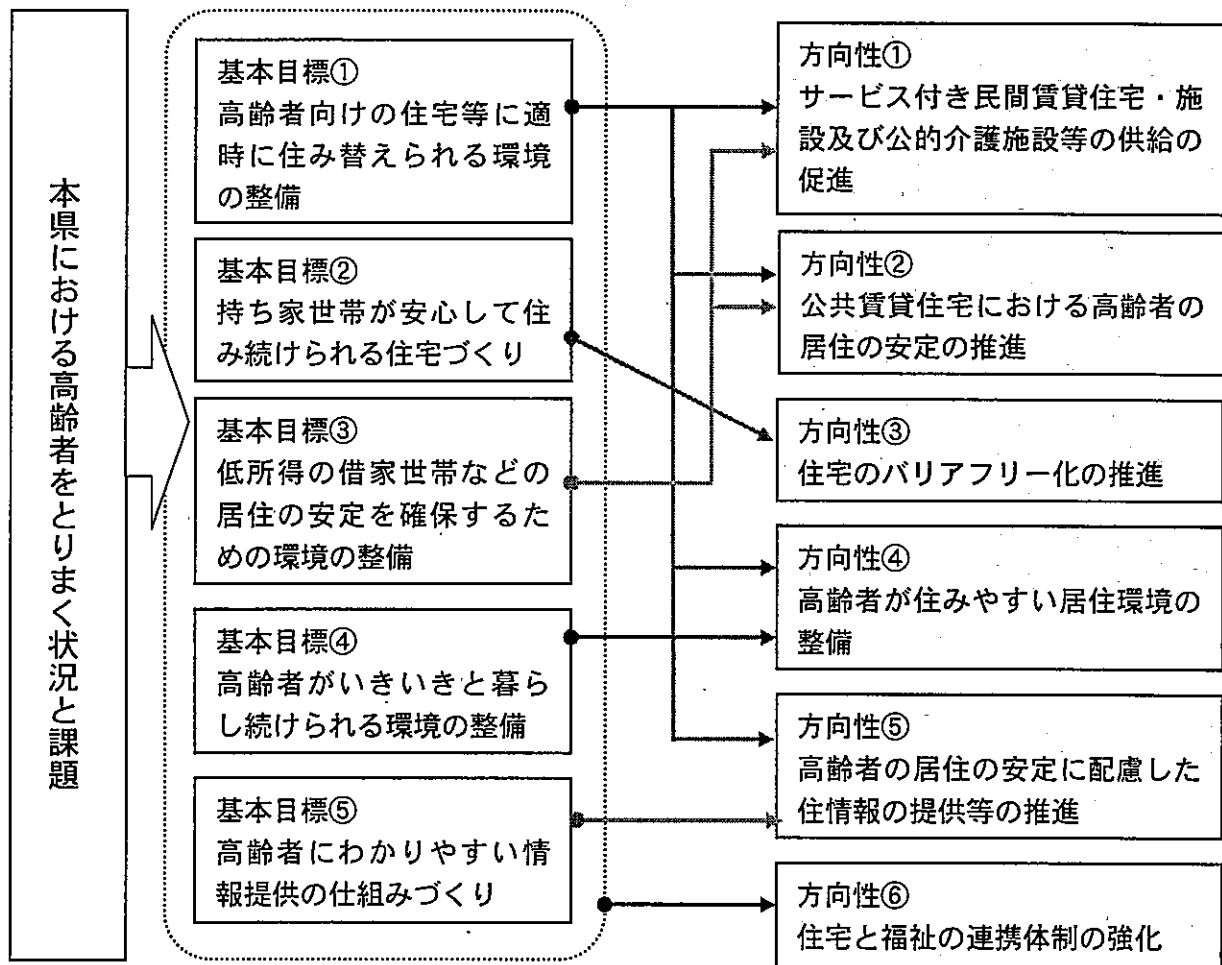 本県における高齢者をとりまく状況と課題
基本目標①
高齢者向けの住宅等に適
時に住み替えられる環境
の整備
基本目標②
持ち家世帯が安心して住
み続けられる住宅づくり
基本目標③
低所得の借家世帯などの
居住の安定を確保するた
めの環境の整備
基本目標④
高齢者がいきいきと暮ら
し続けられる環境の整備
基本目標⑤
高齢者にわかりやすい情
報提供の仕組みづくり
方向性①
サービス付き民間賃貸住宅・施
設及び公的介護施設等の供給の
促進
方向性②
公共賃貸住宅における高齢者の
居住の安定の推進
方向性③
住宅のバリアフリー化の推進
方向性④
高齢者が住みやすい居住環境の
整備
方向性⑤
高齢者の居住の安定に配慮した
住情報の提供等の推進
方向性⑥
住宅と福祉の連携体制の強化